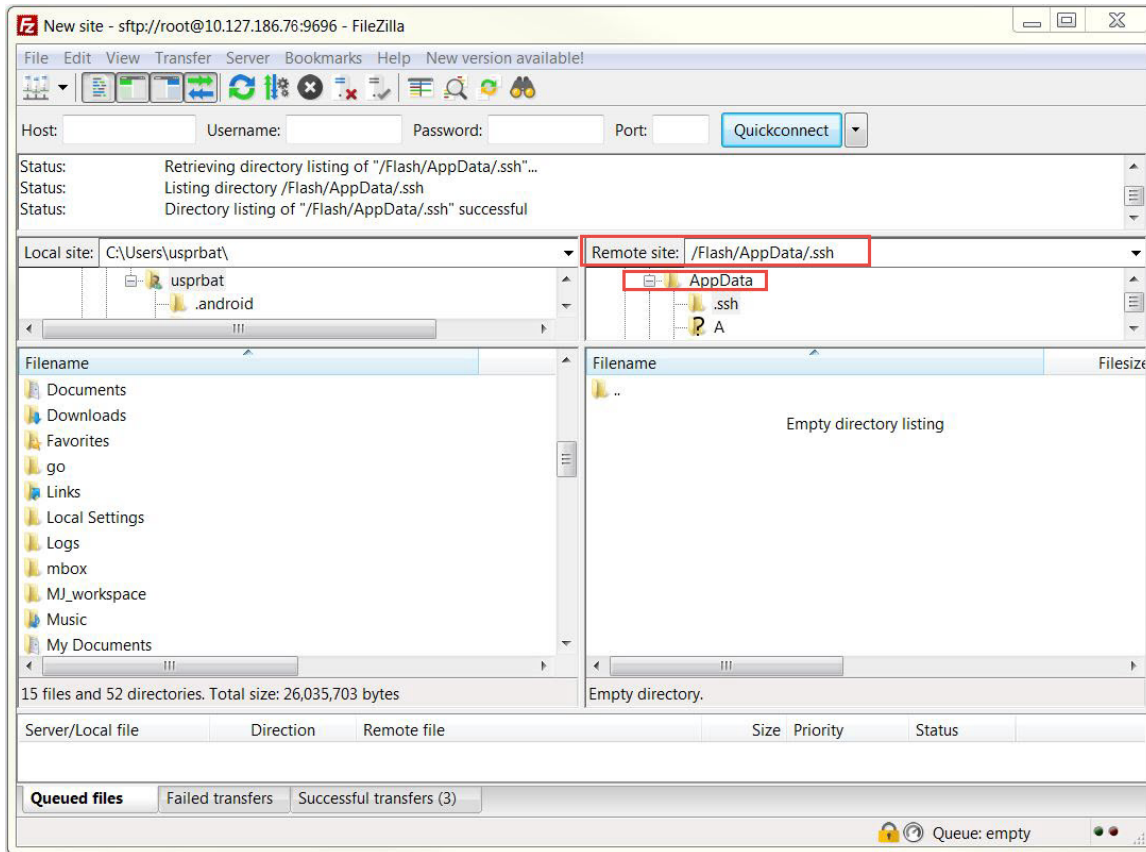 New site - sftp://root@10.127.186.76:9696 - FileZilla
File Edit View Transfer Server Bookmarks Help New version available!
Host: Username: Password: Port: Quickconnect
Status: Retrieving directory listing of "/Flash/AppData/.ssh"...
Status: Listing directory /Flash/AppData/.ssh
Status: Directory listing of "/Flash/AppData/.ssh" successful
Local site: C:\Users\usprbat\
usprbat
.android
Remote site: /Flash/AppData/.ssh
AppData
.ssh
? A
Filename
Documents
Downloads
Favorites
go
Links
Local Settings
Logs
mbox
MJ_workspace
Music
My Documents
15 files and 52 directories. Total size: 26,035,703 bytes
Filename Filesize
..
Empty directory listing
Empty directory.
Server/Local file Direction Remote file Size Priority Status
Queued files Failed transfers Successful transfers (3)
Queue: empty